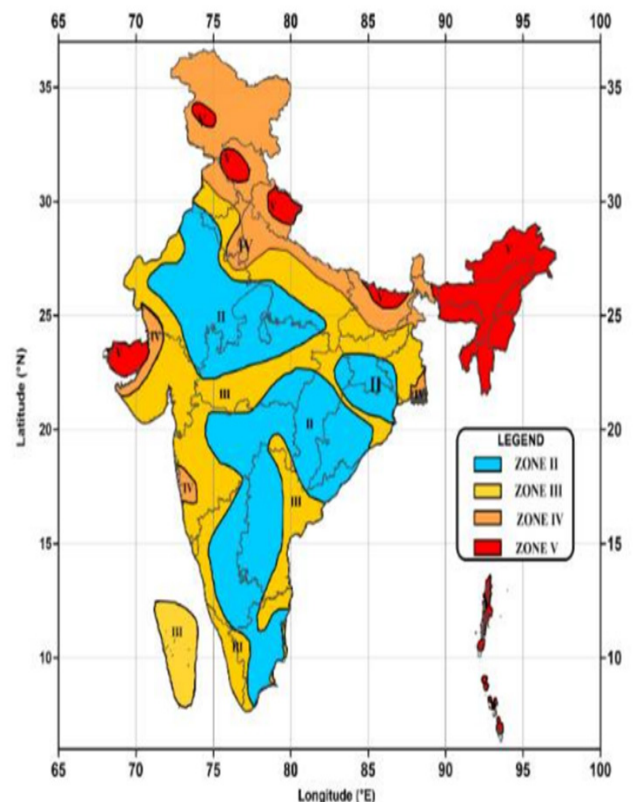 65 70 75 80 85 90 95 100
35 35
30 30
V
IV
25 25
II
V
IV
V
II
III
II
20 20
LEGEND
ZONE II
ZONE III
ZONE IV
ZONE V
IV
III
15 15
III
III
10 10
Latitude (°N)
65 70 75 80 85 90 95 100
Longitude (°E)